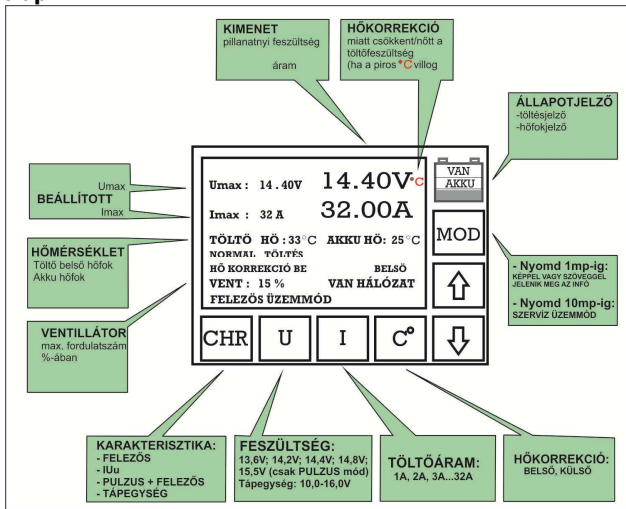 KIMENET
pillanatnyi feszültség
áram
HŐKORREKCIÓ
miatt csökkent/nőtt a
töltőfeszültség
(ha a piros °C villog
ÁLLAPOTJELZŐ
-töltésjelző
-hőfokjelző
Umax
BEÁLLÍTOTT
Imax
HŐMÉRSÉKLET
Töltő belső hőfok
Akku hőfok
VENTILLÁTOR
max. fordulatszám
%-ában
Umax : 14 . 40V 14.40V°C
Imax : 32 A 32.00A
TÖLTŐ HŐ : 33°C AKKU HŐ: 25°C
NORMAL TÖLTÉS
HŐ KORREKCIÓ BE BELSŐ
VENT : 15 % VAN HÁLÓZAT
FELEZŐS ÜZEMMÓD
VAN
AKKU
MOD
CHR U I C°
- Nyomd 1mp-ig:
KÉPPEL VAGY SZÖVEGGEL
JELENIK MEG AZ INFÓ
- Nyomd 10mp-ig:
SZERVÍZ ÜZEMMÓD
KARAKTERISZTIKA:
- FELEZŐS
- IUu
- PULZUS + FELEZŐS
- TÁPEGYSÉG
FESZÜLTSÉG:
13,6V; 14,2V; 14,4V; 14,8V;
15,5V (csak PULZUS mód)
Tápegység: 10,0-16,0V
TÖLTŐÁRAM:
1A, 2A, 3A...32A
HŐKORREKCIÓ:
BELSŐ, KÜLSŐ